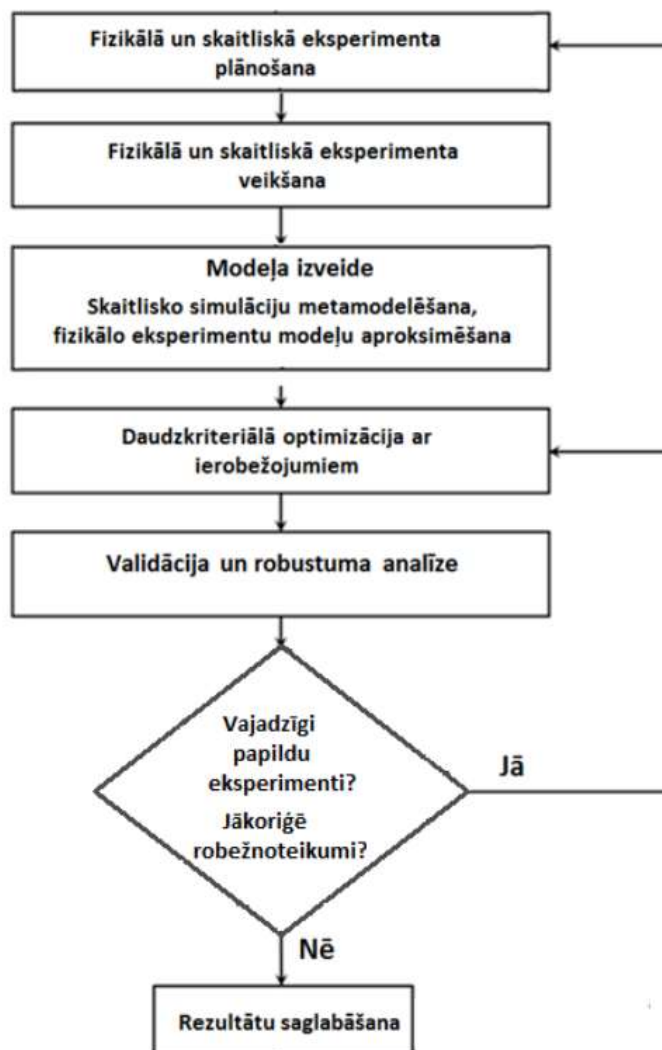 Fizikālā un skaitliskā eksperimenta
plānošana
Fizikālā un skaitliskā eksperimenta
veikšana
Modeļa izveide
Skaitlisko simulāciju metamodelēšana,
fizikālo eksperimentu modeļu aproksimēšana
Daudzkriteriālā optimizācija ar
ierobežojumiem
Validācija un robustuma analīze
Vajadzīgi
papildu
eksperimenti?
Jākoriģē
robežnoteikumi?
Jā
Nē
Rezultātu saglabāšana